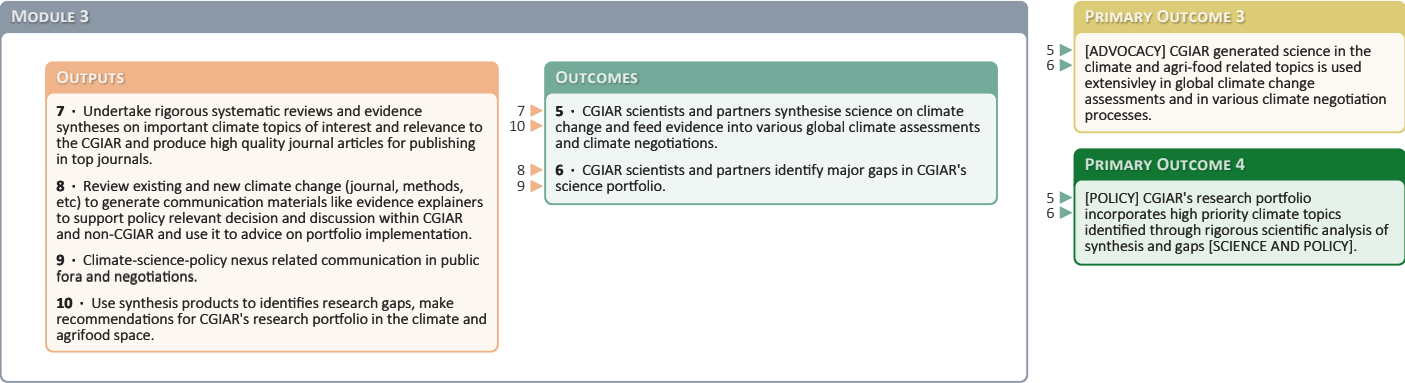 MODULE 3
OUTPUTS
7 · Undertake rigorous systematic reviews and evidence
syntheses on important climate topics of interest and relevance to
the CGIAR and produce high quality journal articles for publishing
in top journals.
8 · Review existing and new climate change (journal, methods,
etc) to generate communication materials like evidence explainers
to support policy relevant decision and discussion within CGIAR
and non-CGIAR and use it to advice on portfolio implementation.
9 · Climate-science-policy nexus related communication in public
fora and negotiations.
10 · Use synthesis products to identifies research gaps, make
recommendations for CGIAR's research portfolio in the climate and
agrifood space.
OUTCOMES
7
10
5 · CGIAR scientists and partners synthesise science on climate
change and feed evidence into various global climate assessments
and climate negotiations.
8
9
6 · CGIAR scientists and partners identify major gaps in CGIAR's
science portfolio.
PRIMARY OUTCOME 3
5
6
[ADVOCACY] CGIAR generated science in the
climate and agri-food related topics is used
extensivley in global climate change
assessments and in various climate negotiation
processes.
PRIMARY OUTCOME 4
5
6
[POLICY] CGIAR's research portfolio
incorporates high priority climate topics
identified through rigorous scientific analysis of
synthesis and gaps [SCIENCE AND POLICY].